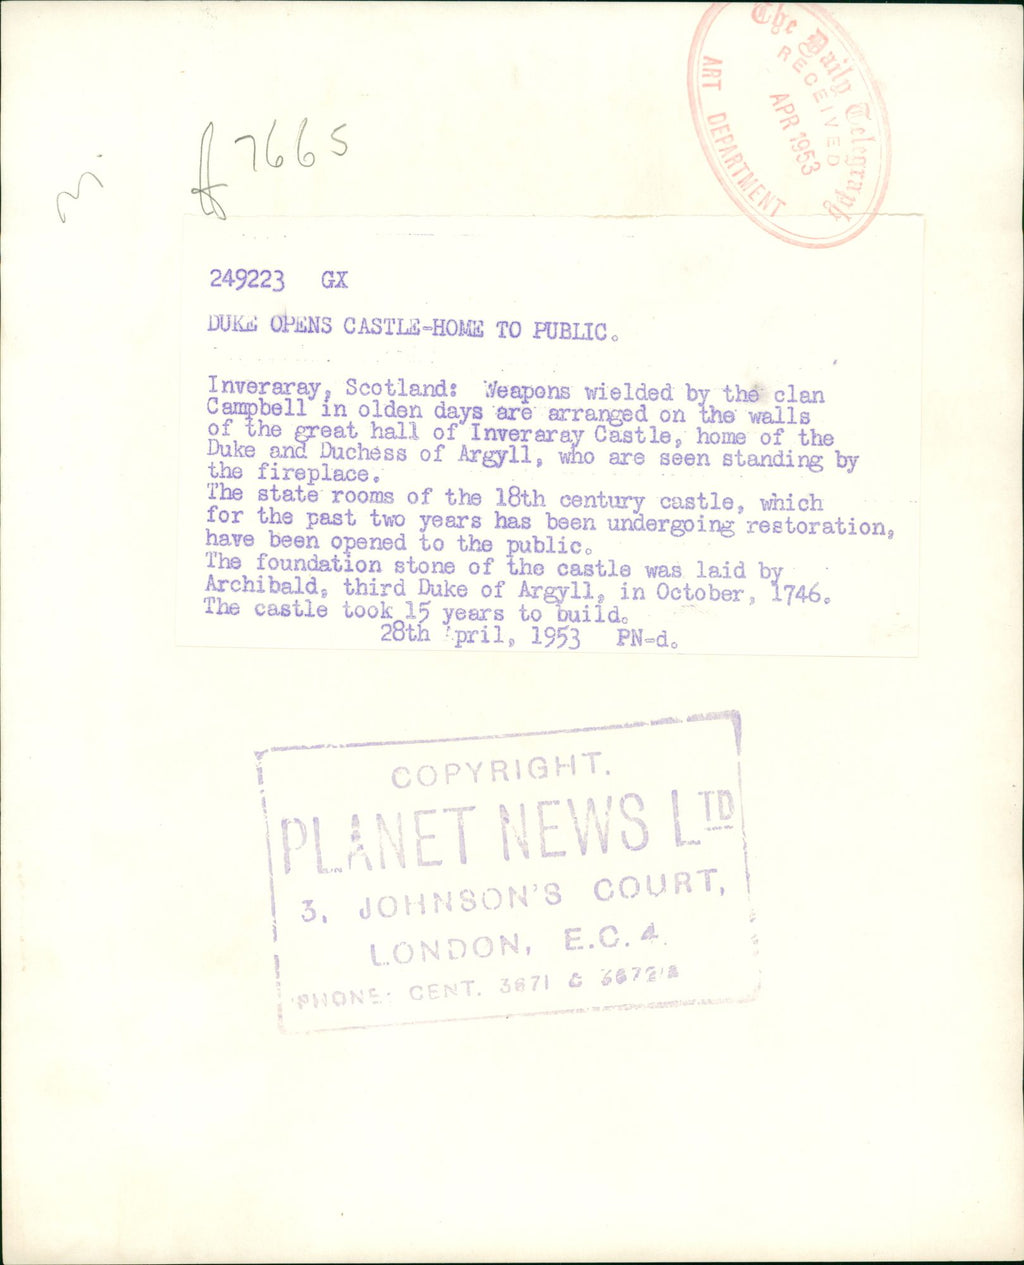 The Daily Telegraph
RECEIVED
APR 1953
ART DEPARTMENT
7665
249223 GX
DUKE OPENS CASTLE-HOME TO PUBLIC.
Inveraray, Scotland: Weapons wielded by the clan
Campbell in olden days are arranged on the walls
of the great hall of Inveraray Castle, home of the
Duke and Duchess of Argyll, who are seen standing by
the fireplace.
The state rooms of the 18th century castle, which
for the past two years has been undergoing restoration,
have been opened to the public.
The foundation stone of the castle was laid by
Archibald, third Duke of Argyll, in October, 1746.
The castle took 15 years to build.
28th April, 1953 PN-d.
COPYRIGHT.
PLANET NEWS LTD
3, JOHNSON'S COURT,
LONDON, E.C.4.
'PHONE: CENT. 3671 &